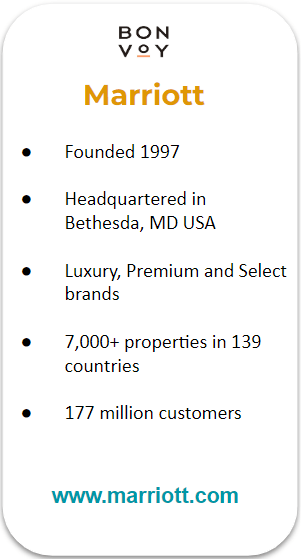 BON
VOY
Marriott
● Founded 1997
● Headquartered in
Bethesda, MD USA
● Luxury, Premium and Select
brands
● 7,000+ properties in 139
countries
● 177 million customers
www.marriott.com